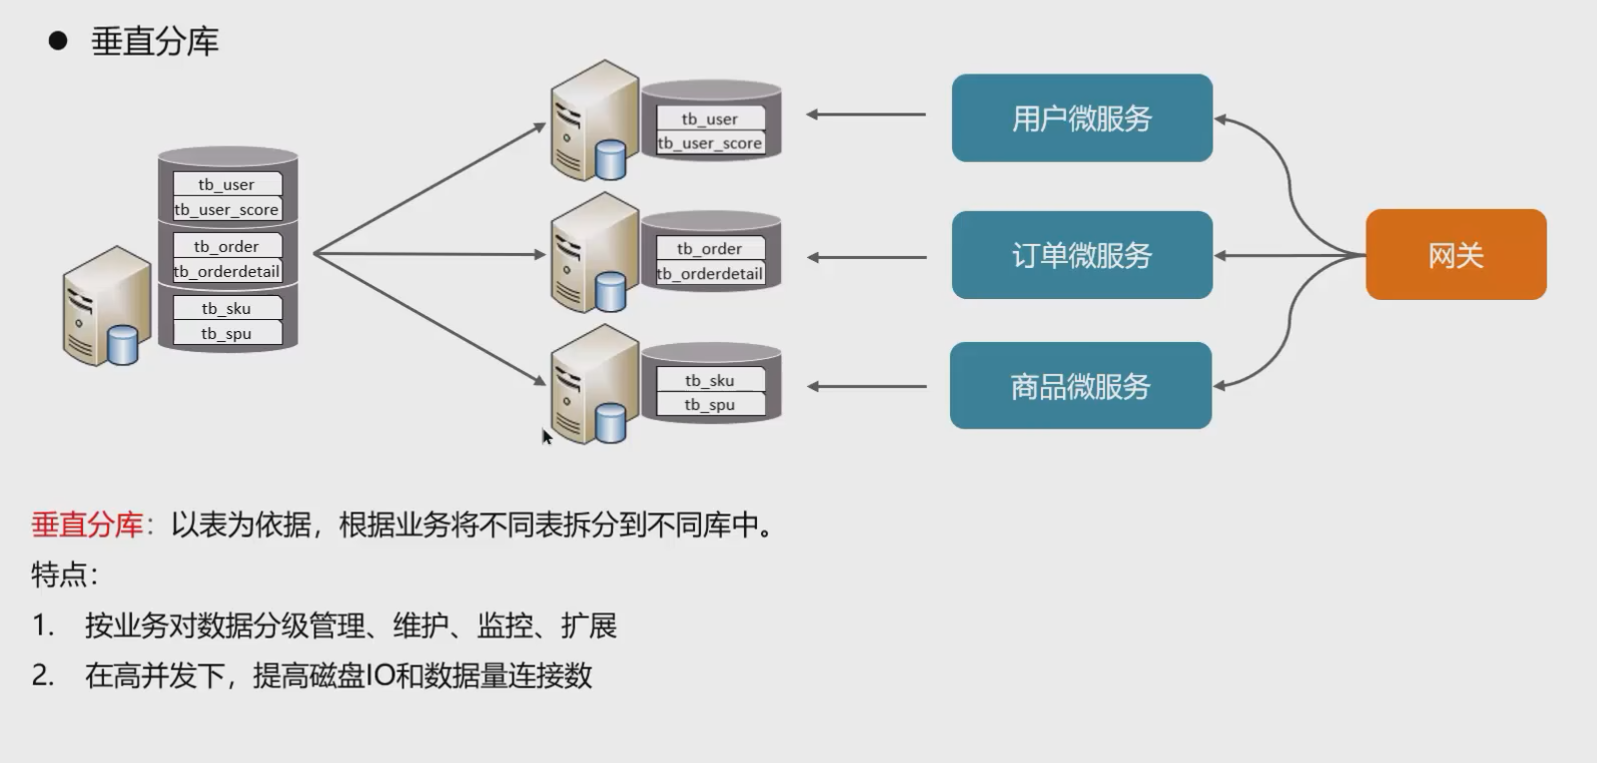 ● 垂直分库
tb_user
tb_user_score
tb_order
tb_orderdetail
tb_sku
tb_spu
tb_user
tb_user_score
tb_order
tb_orderdetail
tb_sku
tb_spu
用户微服务
订单微服务
商品微服务
网关
垂直分库：以表为依据，根据业务将不同表拆分到不同库中。
特点：
1. 按业务对数据分级管理、维护、监控、扩展
2. 在高并发下，提高磁盘IO和数据量连接数